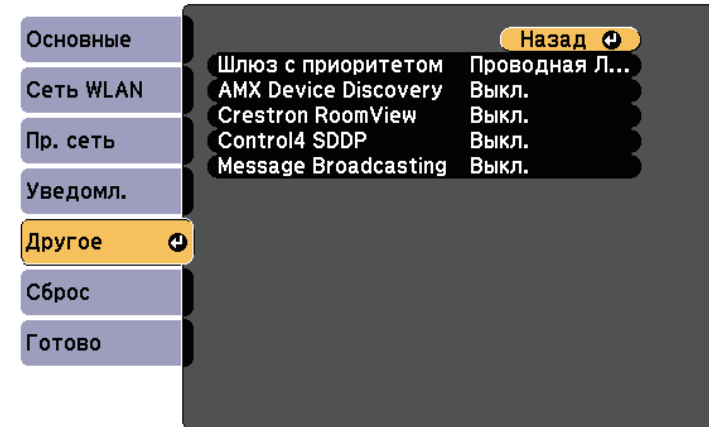 Основные
Сеть WLAN
Пр. сеть
Уведомл.
Другое
Сброс
Готово
Назад
Шлюз с приоритетом Проводная Л...
AMX Device Discovery Выкл.
Crestron RoomView Выкл.
Control4 SDDP Выкл.
Message Broadcasting Выкл.